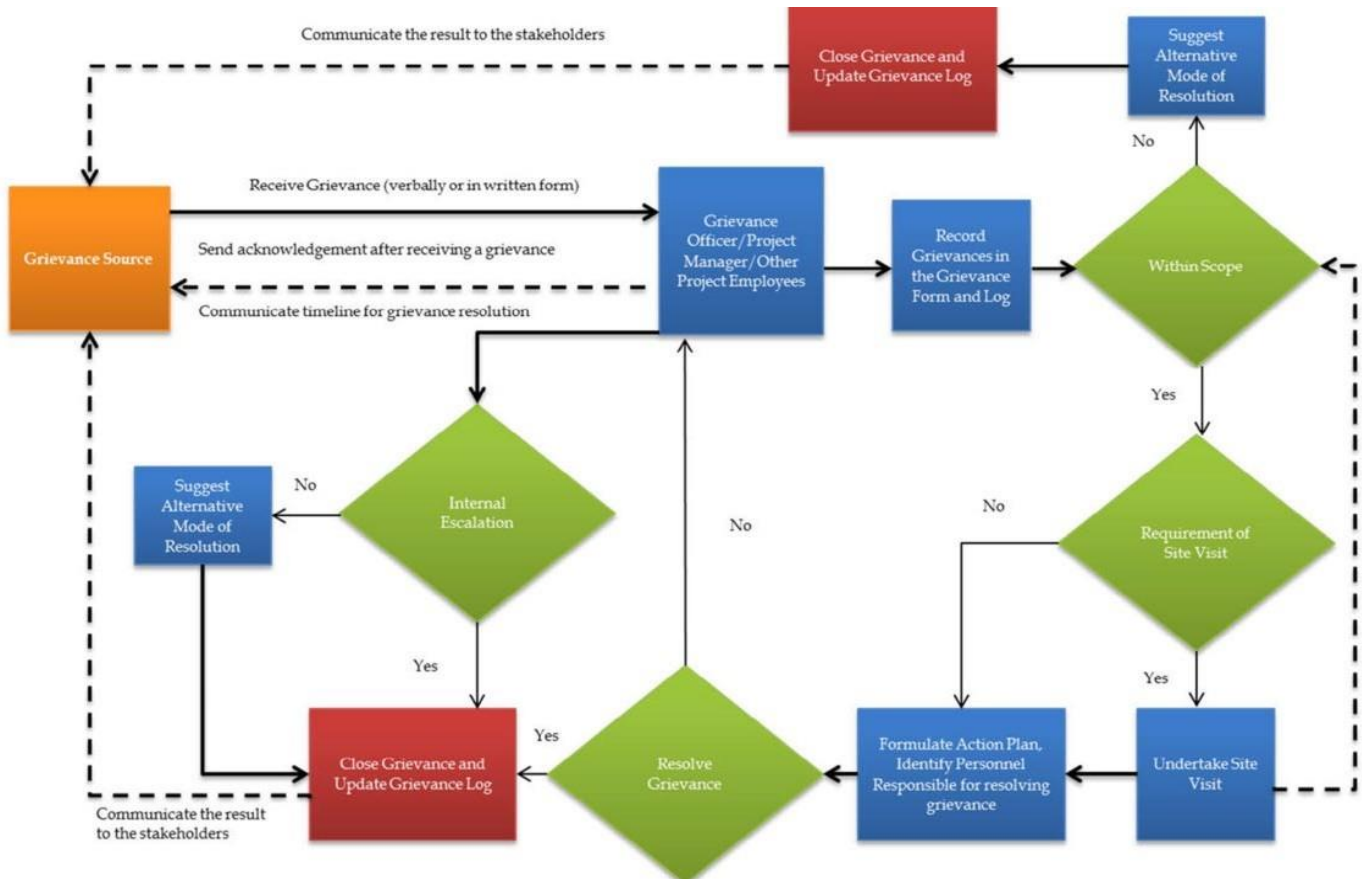 Communicate the result to the stakeholders
Close Grievance and
Update Grievance Log
Suggest
Alternative
Mode of
Resolution
No
Receive Grievance (verbally or in written form)
Grievance Source
Send acknowledgement after receiving a grievance
Communicate timeline for grievance resolution
Grievance
Officer/Project
Manager/Other
Project Employees
Record
Grievances in
the Grievance
Form and Log
Within Scope
Yes
Suggest
Alternative
Mode of
Resolution
No
Internal
Escalation
No
No
Requirement of
Site Visit
Yes
Yes
Close Grievance and
Update Grievance Log
Yes
Resolve
Grievance
Formulate Action Plan,
Identify Personnel
Responsible for resolving
grievance
Undertake Site
Visit
Communicate the result
to the stakeholders